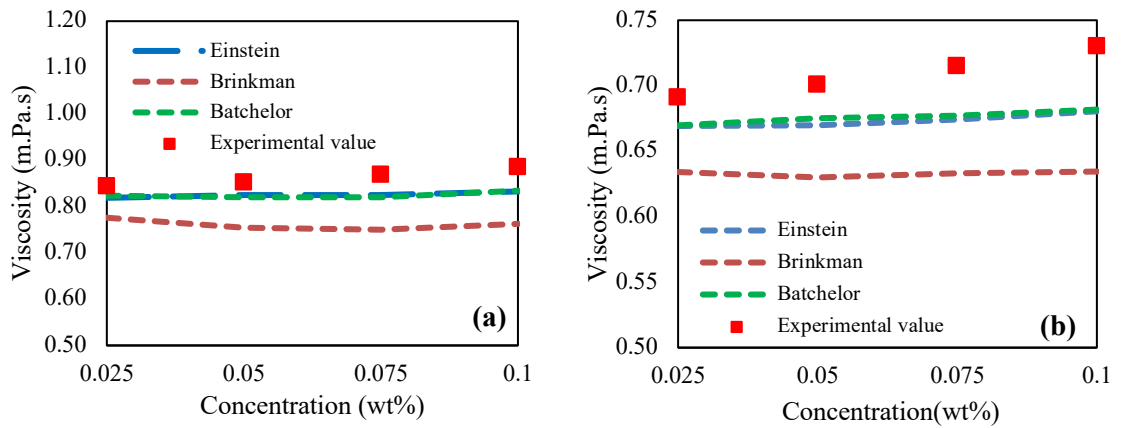 1.20
1.10
1.00
0.90
0.80
0.70
0.60
0.50
Viscosity (m.Pa.s)
Einstein
Brinkman
Batchelor
Experimental value
(a)
0.025
0.05
0.075
0.1
Concentration (wt%)
0.75
0.70
0.65
0.60
0.55
0.50
Viscosity (m.Pa.s)
Einstein
Brinkman
Batchelor
Experimental value
(b)
0.025
0.05
0.075
0.1
Concentration(wt%)